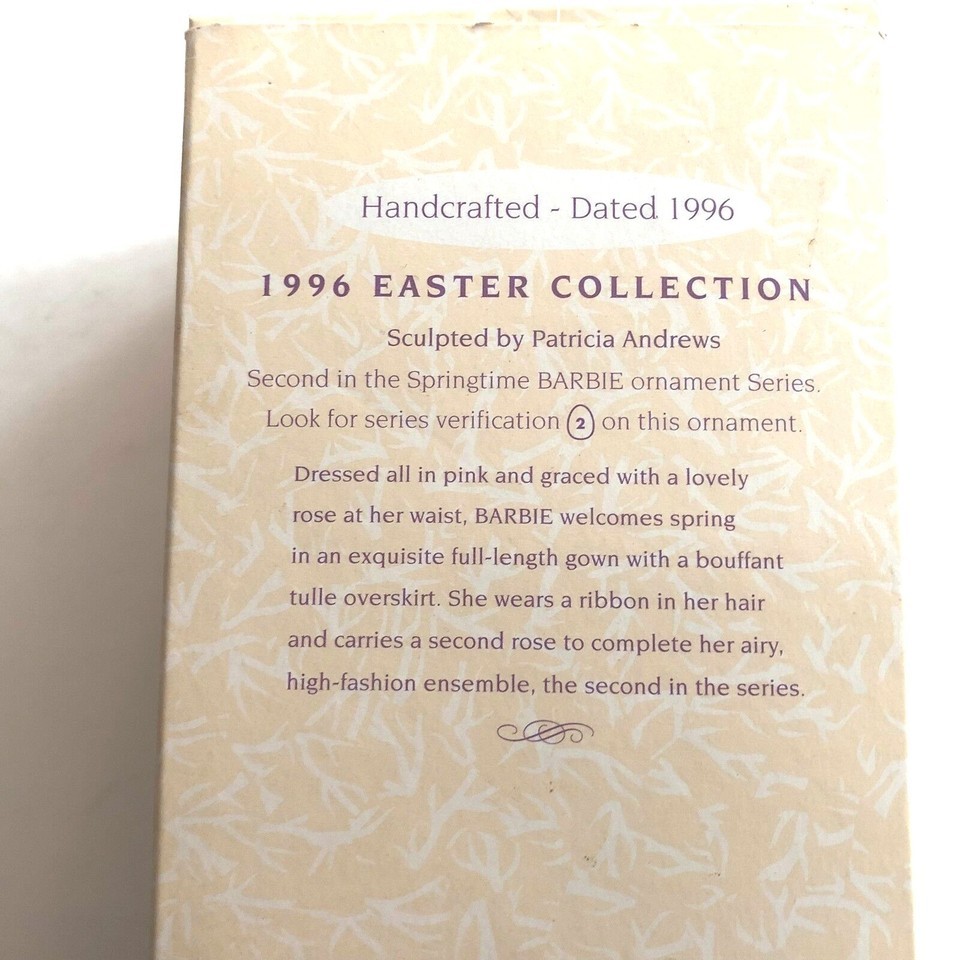 Handcrafted - Dated 1996
1996 EASTER COLLECTION
Sculpted by Patricia Andrews
Second in the Springtime BARBIE ornament Series.
Look for series verification 2 on this ornament.
Dressed all in pink and graced with a lovely
rose at her waist, BARBIE welcomes spring
in an exquisite full-length gown with a bouffant
tulle overskirt. She wears a ribbon in her hair
and carries a second rose to complete her airy,
high-fashion ensemble, the second in the series.